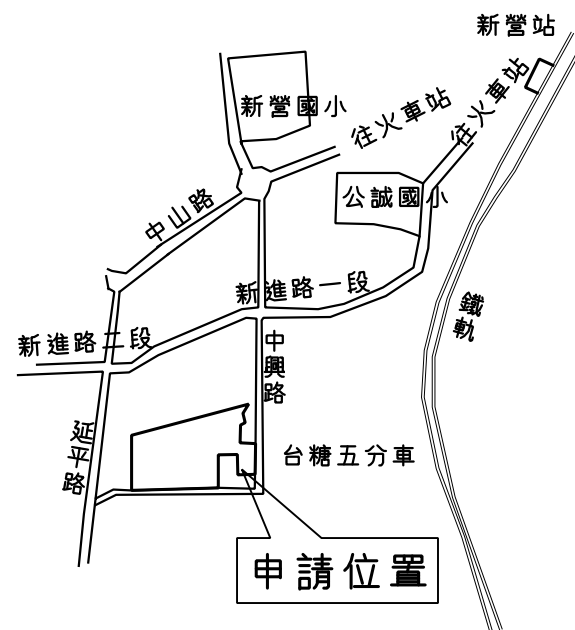 新營站
新營國小
往火車站
往火車站
公誠國小
中山路
新進路一段
鐵軌
新進路二段
中興路
延平路
台糖五分車
申請位置